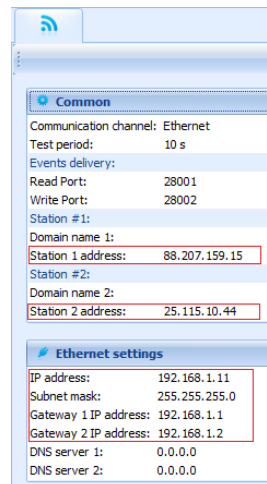 Common
Communication channel: Ethernet
Test period: 10 s
Events delivery:
Read Port: 28001
Write Port: 28002
Station #1:
Domain name 1:
Station 1 address: 88.207.159.15
Station #2:
Domain name 2:
Station 2 address: 25.115.10.44
Ethernet settings
IP address: 192.168.1.11
Subnet mask: 255.255.255.0
Gateway 1 IP address: 192.168.1.1
Gateway 2 IP address: 192.168.1.2
DNS server 1: 0.0.0.0
DNS server 2: 0.0.0.0